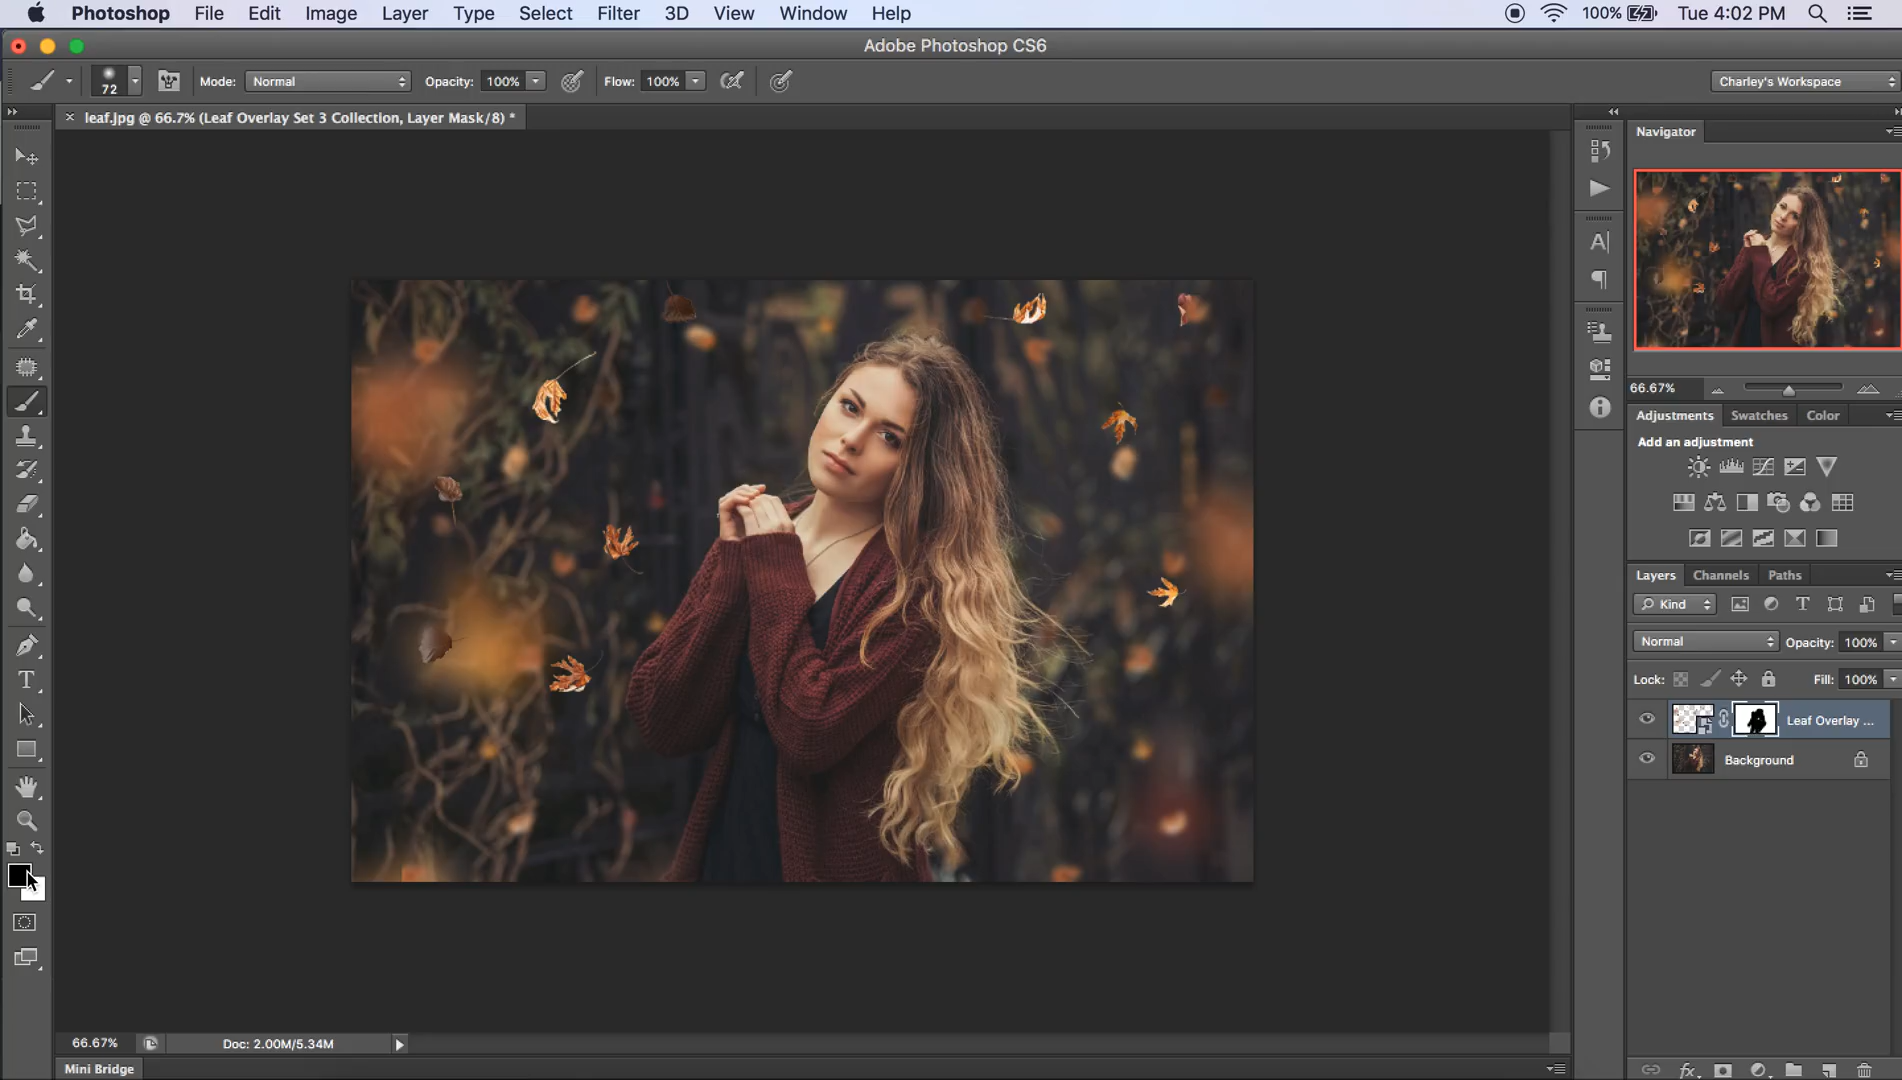 Photoshop File Edit Image Layer Type Select Filter 3D View Window Help 100% Tue 4:02 PM
Adobe Photoshop CS6
72 Mode: Normal Opacity: 100% Flow: 100% Charley's Workspace
× leaf.jpg @ 66.7% (Leaf Overlay Set 3 Collection, Layer Mask/8) *
Navigator
66.67%
Adjustments Swatches Color
Add an adjustment
Layers Channels Paths
Kind
Normal Opacity: 100%
Lock: Fill: 100%
Leaf Overlay ...
Background
66.67% Doc: 2.00M/5.34M
Mini Bridge